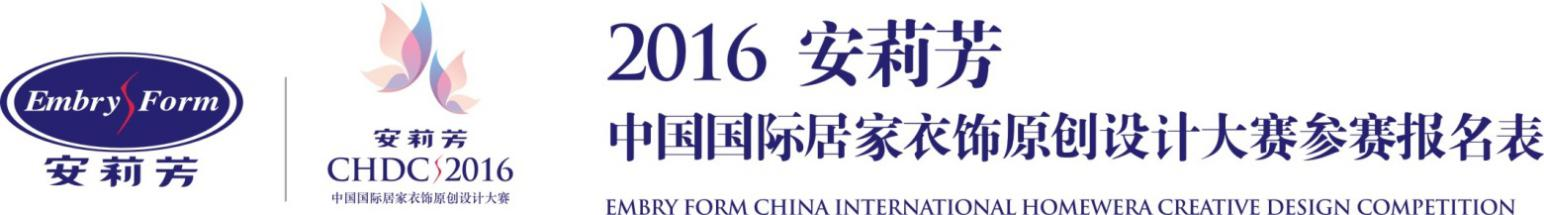 Embry Form
安莉芳
安莉芳
CHDC 2016
中国国际居家衣饰原创设计大赛
2016 安莉芳
中国国际居家衣饰原创设计大赛参赛报名表
EMBRY FORM CHINA INTERNATIONAL HOMEWERA CREATIVE DESIGN COMPETITION